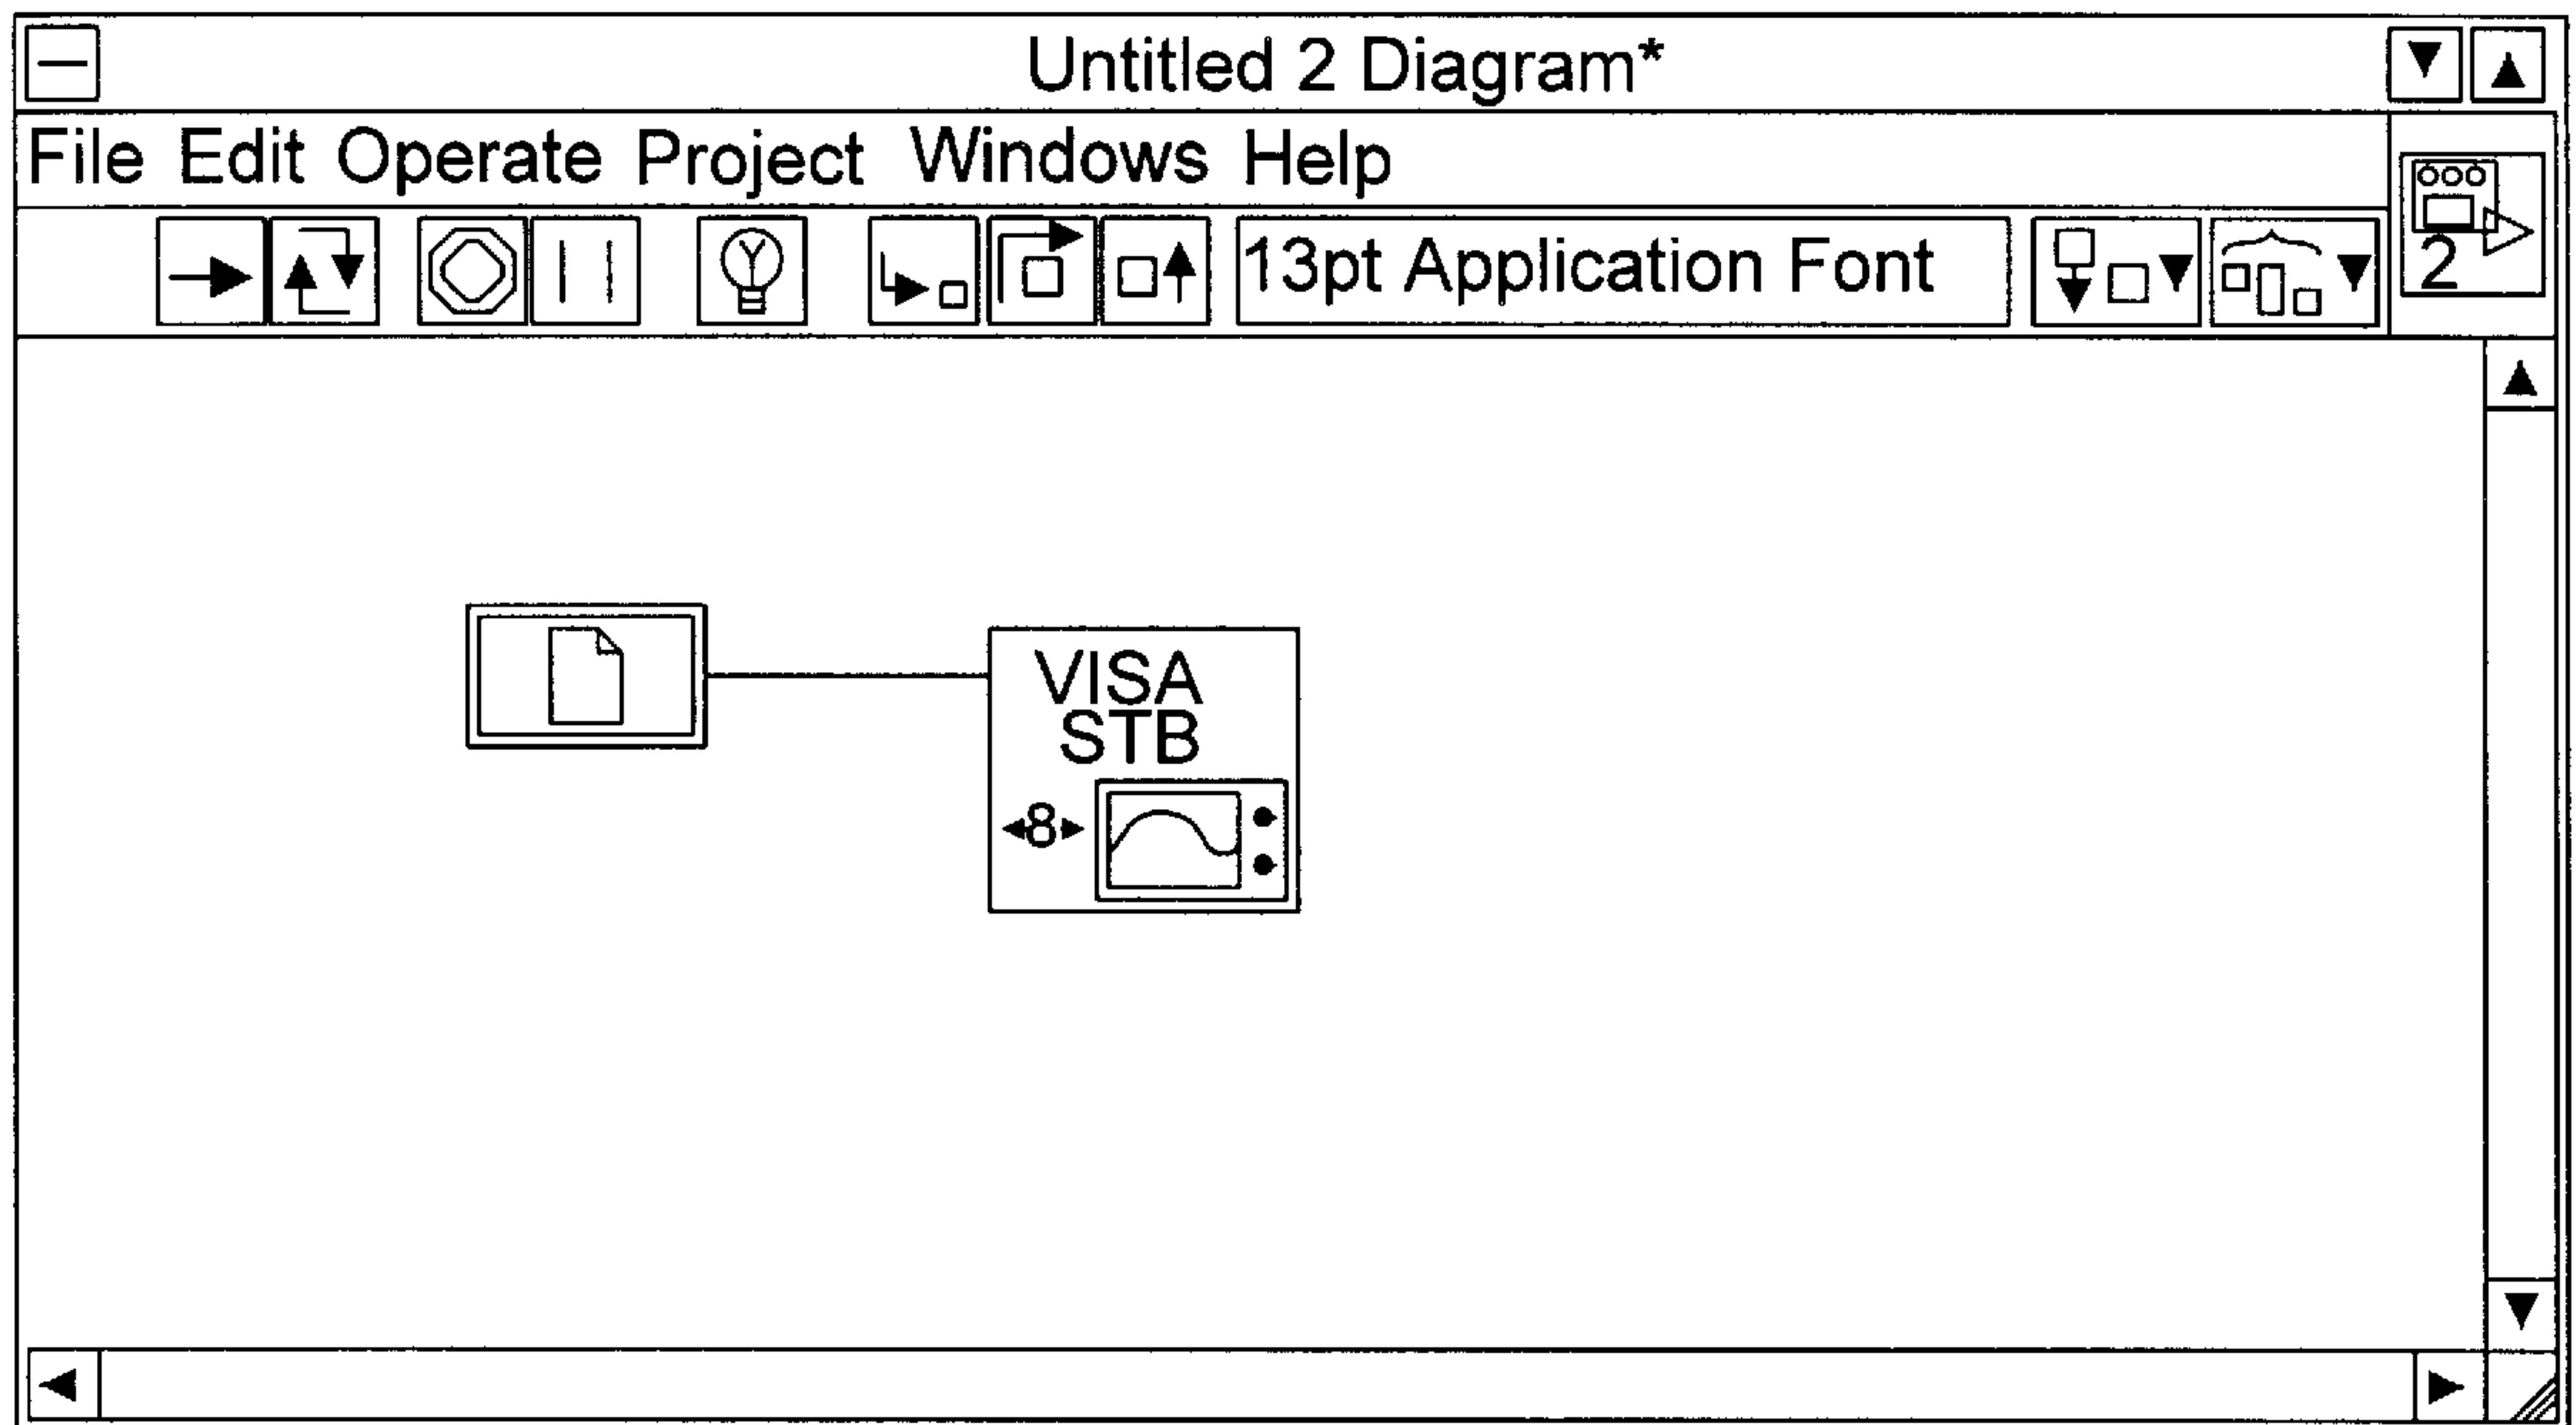 Untitled 2 Diagram*
File Edit Operate Project Windows Help
13pt Application Font
2
VISA
STB
8